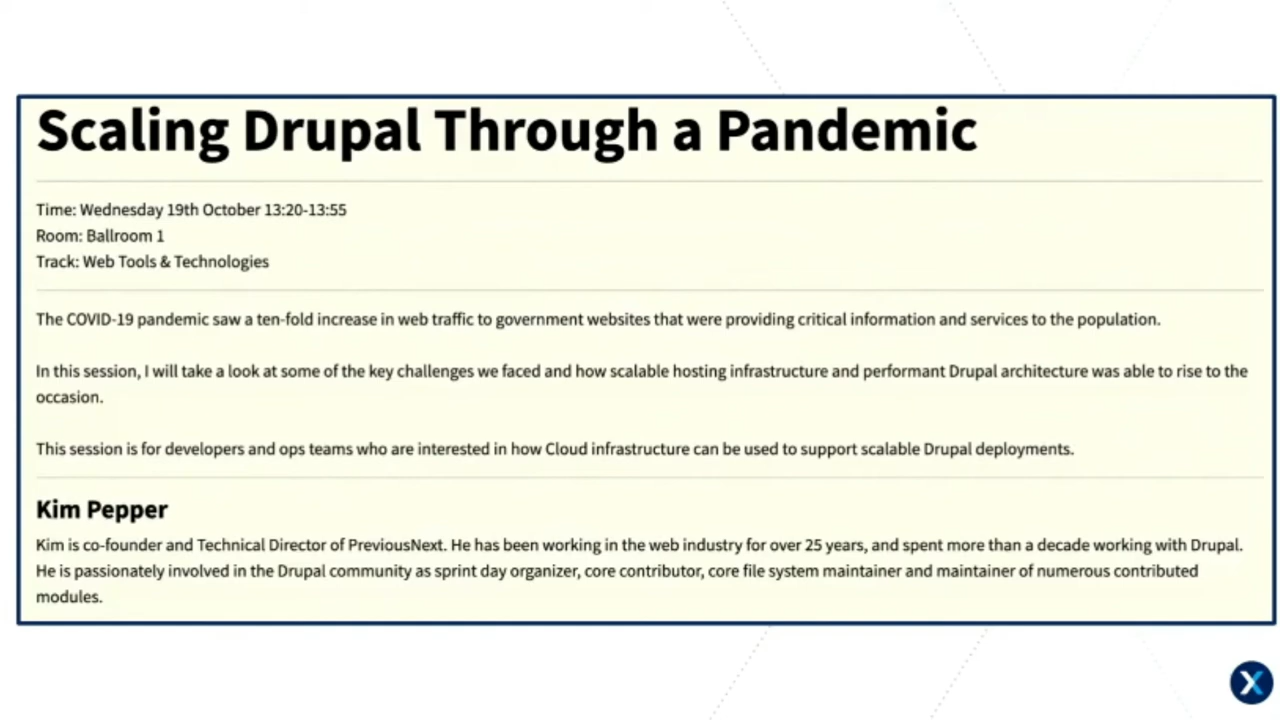 Scaling Drupal Through a Pandemic
Time: Wednesday 19th October 13:20-13:55
Room: Ballroom 1
Track: Web Tools & Technologies
The COVID-19 pandemic saw a ten-fold increase in web traffic to government websites that were providing critical information and services to the population.
In this session, I will take a look at some of the key challenges we faced and how scalable hosting infrastructure and performant Drupal architecture was able to rise to the
occasion.
This session is for developers and ops teams who are interested in how Cloud infrastructure can be used to support scalable Drupal deployments.
Kim Pepper
Kim is co-founder and Technical Director of PreviousNext. He has been working in the web industry for over 25 years, and spent more than a decade working with Drupal.
He is passionately involved in the Drupal community as sprint day organizer, core contributor, core file system maintainer and maintainer of numerous contributed
modules.
X